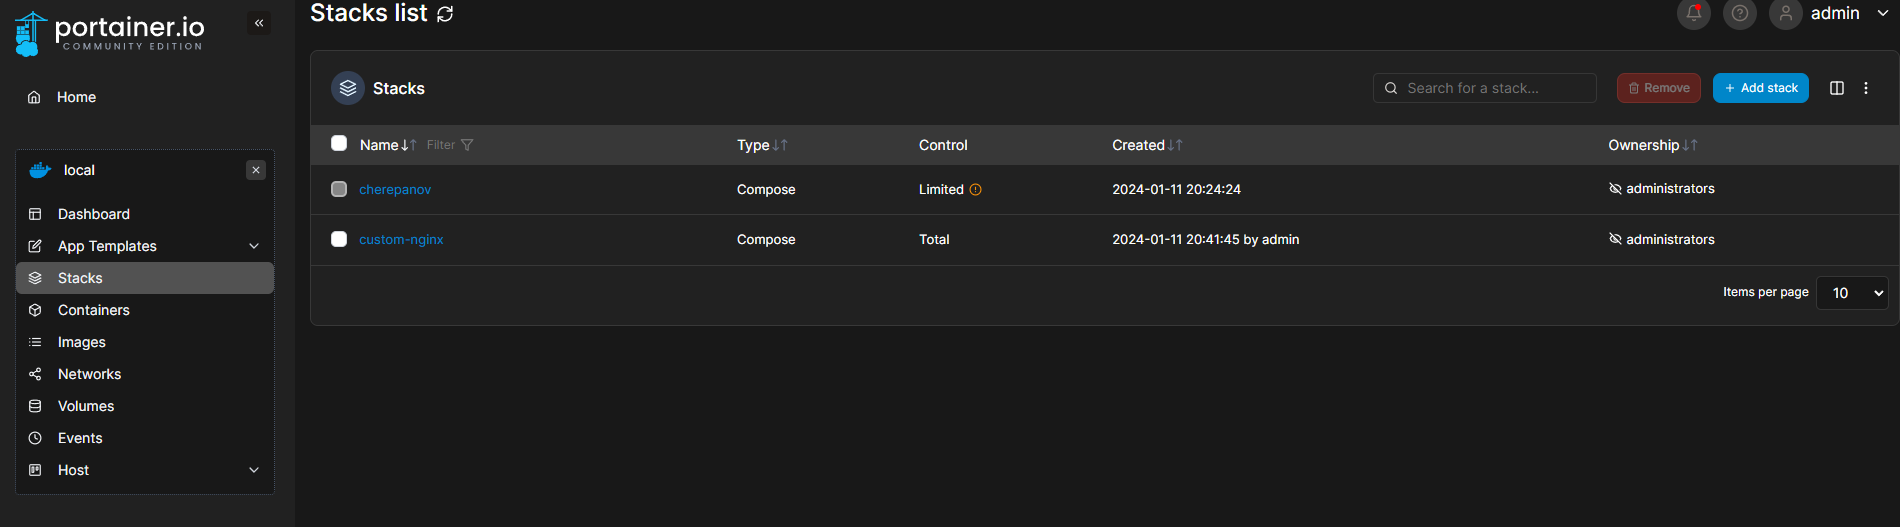 portainer.io
COMMUNITY EDITION
Home
local
Dashboard
App Templates
Stacks
Containers
Images
Networks
Volumes
Events
Host
Stacks list
admin
Stacks
Search for a stack...
Remove
+ Add stack
Name Filter Type Control Created Ownership
cherepanov Compose Limited 2024-01-11 20:24:24 administrators
custom-nginx Compose Total 2024-01-11 20:41:45 by admin administrators
Items per page 10